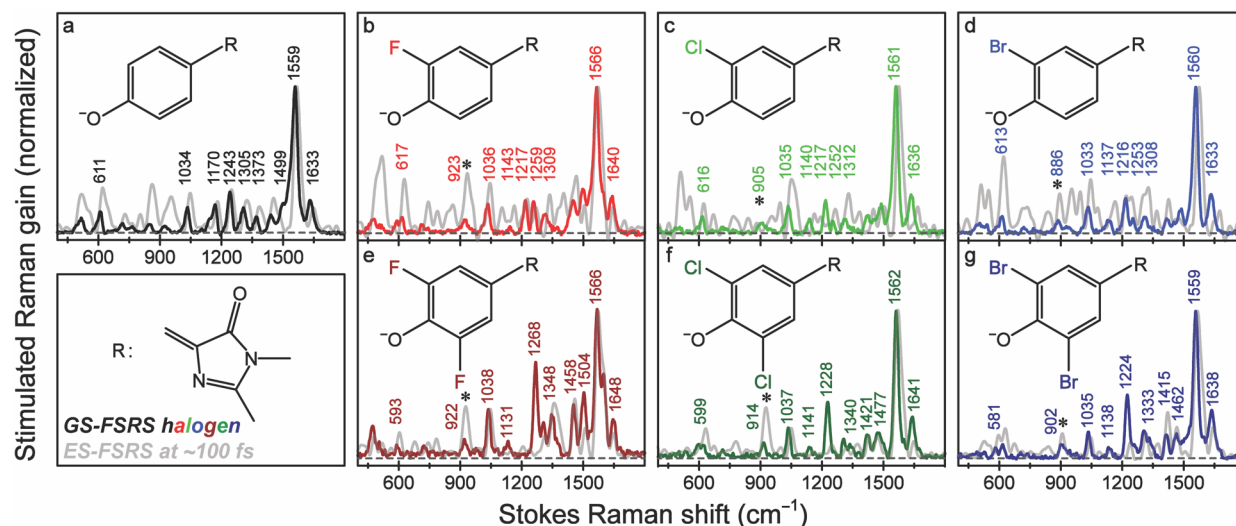 Stimulated Raman gain (normalized)
a
R
⁻O
611
1034
1170
1243
1305
1373
1499
1559
1633
600
900
1200
1500
b
F
R
⁻O
617
923
*
1036
1143
1217
1259
1309
1566
1640
c
Cl
R
⁻O
616
*
905
1035
1140
1217
1252
1312
1561
1636
d
Br
R
⁻O
613
*
886
1033
1137
1216
1253
1308
1560
1633
R:
O
N
N
GS-FSRS halogen
ES-FSRS at ~100 fs
e
F
R
⁻O
F
593
922
*
1038
1131
1268
1348
1458
1504
1566
1648
600
900
1200
1500
f
Cl
R
⁻O
Cl
599
914
*
1037
1141
1228
1340
1421
1477
1562
1641
600
900
1200
1500
g
Br
R
⁻O
Br
581
902
*
1035
1138
1224
1333
1415
1462
1559
1638
600
900
1200
1500
Stokes Raman shift (cm⁻¹)